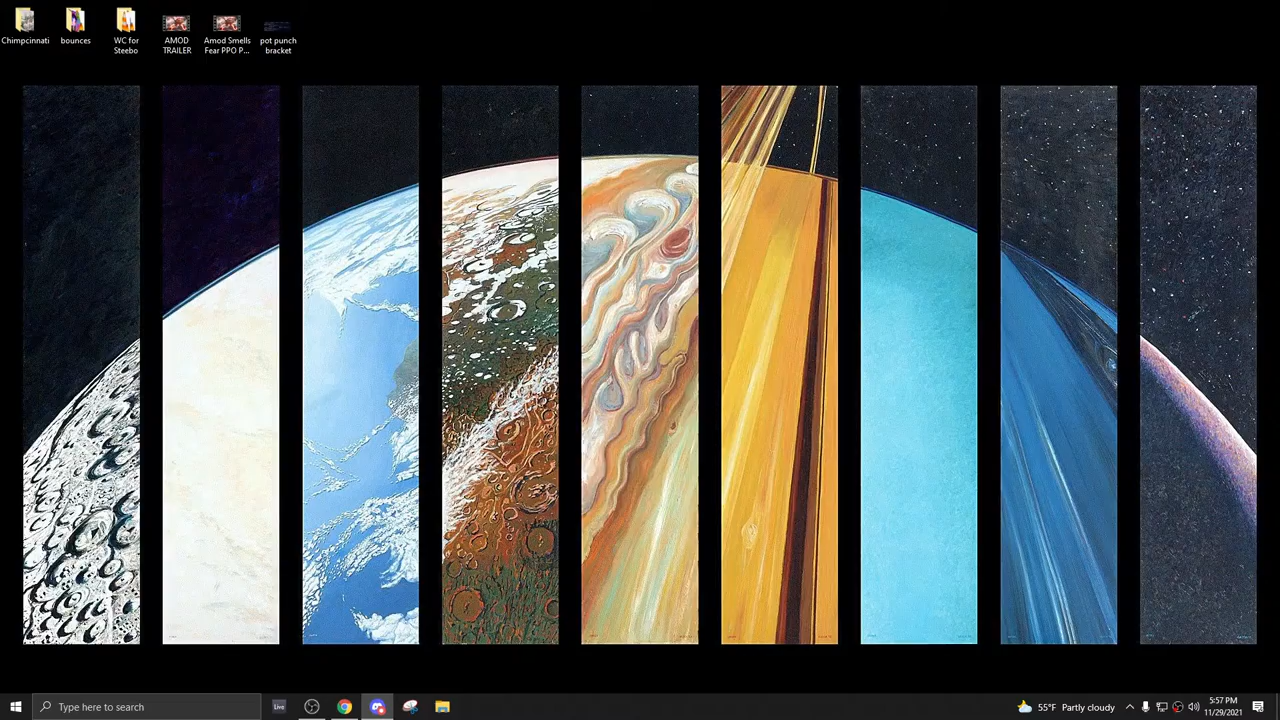 Chimpcinnati
bounces
WC for
Steebo
AMOD
TRAILER
Amod Smells
Fear PPO P...
pot punch
bracket
Type here to search
Live
55°F Partly cloudy
5:57 PM
11/29/2021